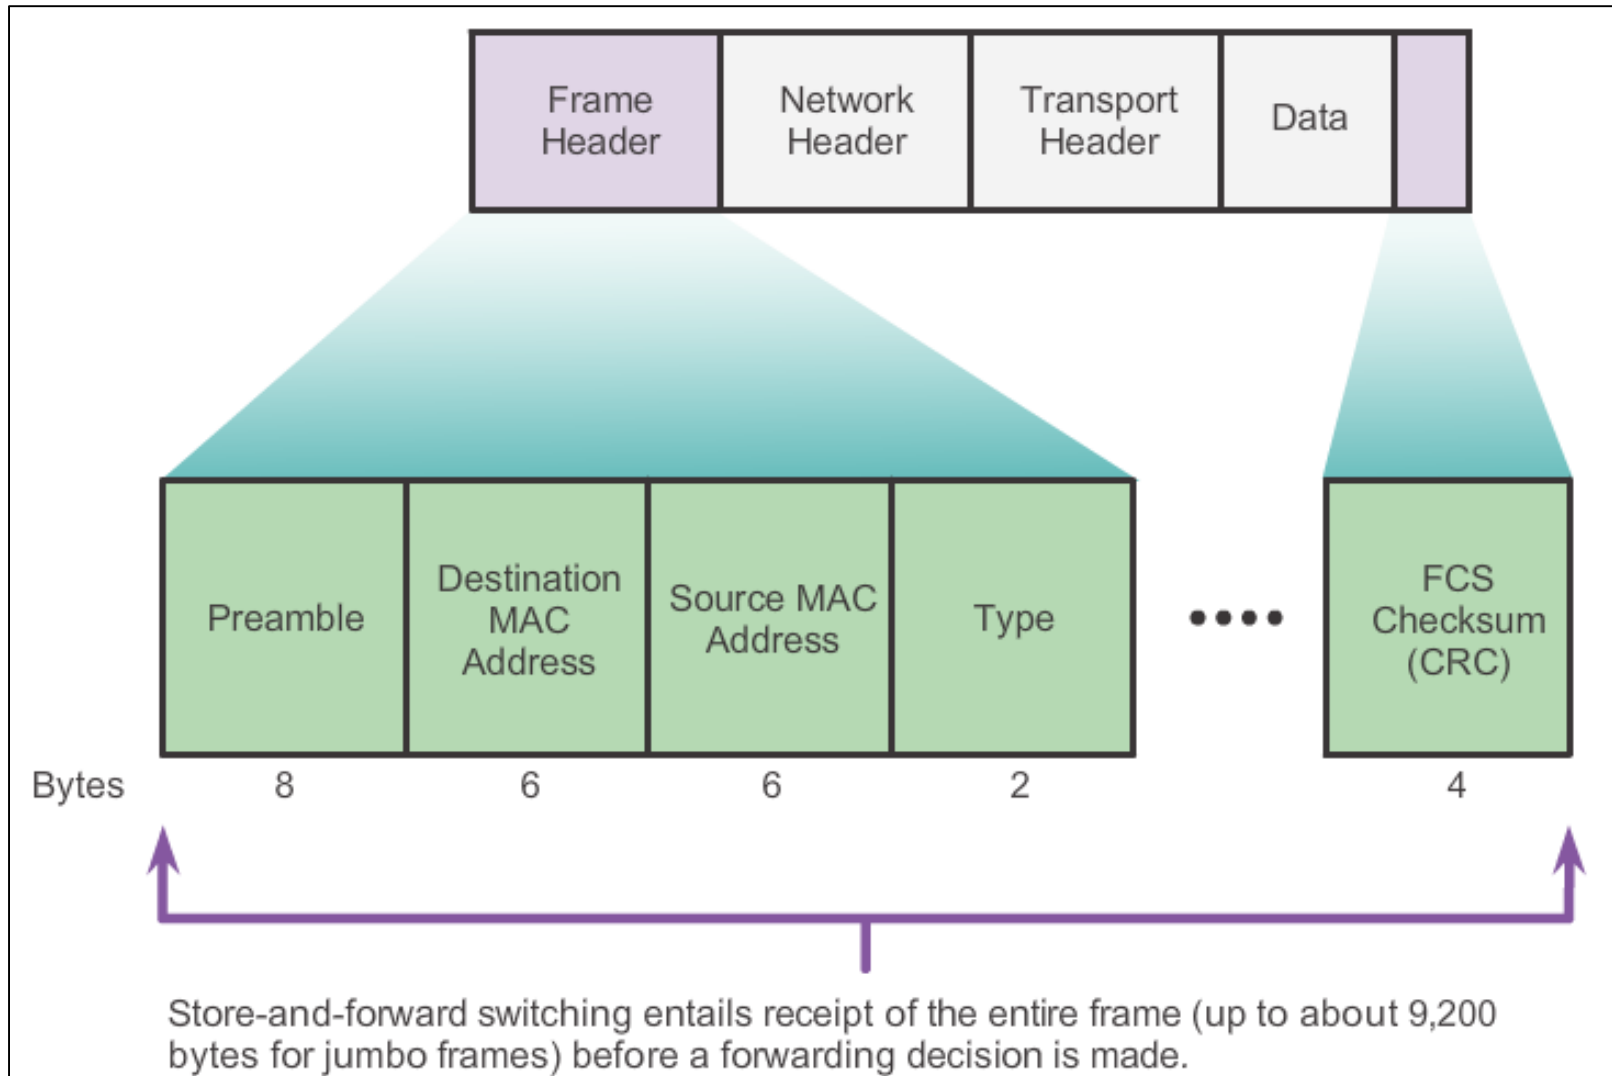 Frame
Header
Network
Header
Transport
Header
Data
Preamble
Destination
MAC
Address
Source MAC
Address
Type
FCS
Checksum
(CRC)
Bytes 8 6 6 2 4
Store-and-forward switching entails receipt of the entire frame (up to about 9,200
bytes for jumbo frames) before a forwarding decision is made.